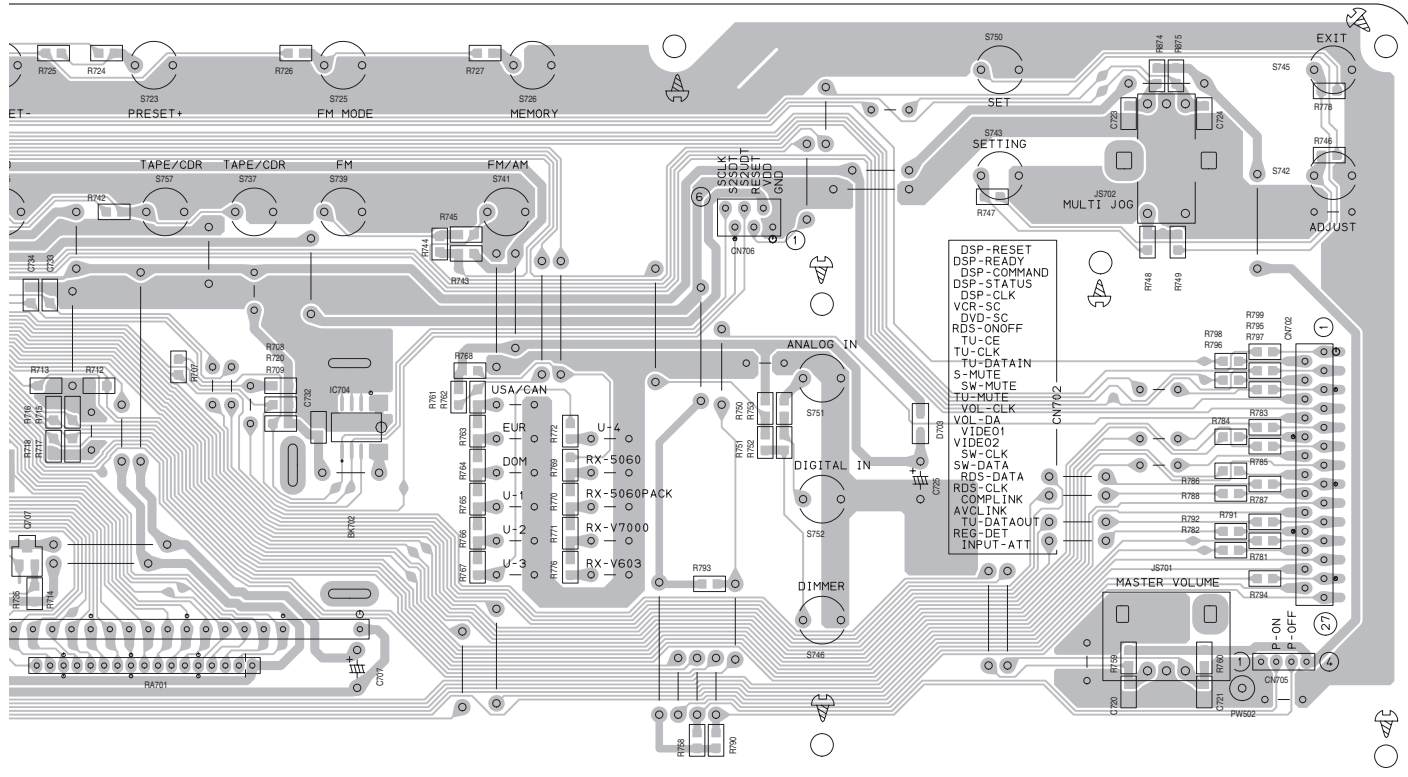 R725
R724
S723
PRESET+
R726
S725
FM MODE
R727
S726
MEMORY
S750
SET
R874
R875
EXIT
S745
R778
ET-
C723
C724
S743
SETTING
R746
TAPE/CDR
TAPE/CDR
FM
FM/AM
S757
S737
S739
S741
SCLK
S2SDT
S2UDT
RESET
VDD
GND
6
1
CN706
R747
JS702
MULTI JOG
S742
ADJUST
R742
R745
R744
R743
R748
R749
C734
C733
DSP-RESET
DSP-READY
DSP-COMMAND
DSP-STATUS
DSP-CLK
VCR-SC
DVD-SC
RDS-ONOFF
TU-CE
TU-CLK
TU-DATAIN
S-MUTE
SW-MUTE
TU-MUTE
VOL-CLK
VOL-DA
VIDEO1
VIDEO2
SW-CLK
SW-DATA
RDS-DATA
RDS-CLK
COMPLINK
AVCLINK
TU-DATAOUT
REG-DET
INPUT-ATT
CN702
R799
R795
R797
R798
R796
CN702
1
R783
R784
R785
R786
R787
R788
R791
R792
R782
R781
R794
27
ANALOG IN
S751
R750
R753
R751
R752
D703
C725
DIGITAL IN
S752
DIMMER
S746
R768
R761
R762
USA/CAN
R763
EUR
R764
DOM
R765
U-1
R766
U-2
R767
U-3
R772
U-4
R769
RX-5060
R770
RX-5060PACK
R771
RX-V7000
R776
RX-V603
R793
R713
R712
R707
R708
R720
R709
C732
IC704
R716
R715
R718
R717
BK702
Q707
R714
RA701
C707
R758
R790
JS701
MASTER VOLUME
R759
R760
C720
C721
P-ON
P-OFF
1
4
CN705
PW502